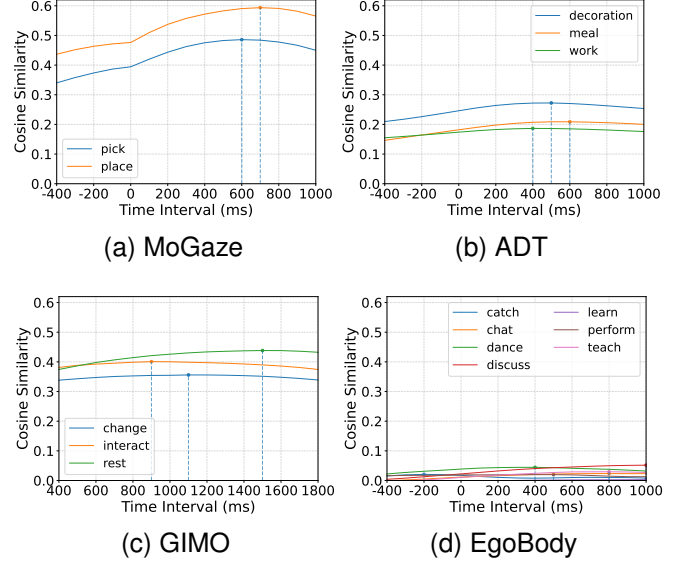 0.6
0.5
0.4
0.3
0.2
0.1
0.0
Cosine Similarity
pick
place
-400 -200 0 200 400 600 800 1000
Time Interval (ms)
(a) MoGaze
0.6
0.5
0.4
0.3
0.2
0.1
0.0
Cosine Similarity
decoration
meal
work
-400 -200 0 200 400 600 800 1000
Time Interval (ms)
(b) ADT
0.6
0.5
0.4
0.3
0.2
0.1
0.0
Cosine Similarity
change
interact
rest
400 600 800 1000 1200 1400 1600 1800
Time Interval (ms)
(c) GIMO
0.6
0.5
0.4
0.3
0.2
0.1
0.0
Cosine Similarity
catch learn
chat perform
dance teach
discuss
-400 -200 0 200 400 600 800 1000
Time Interval (ms)
(d) EgoBody